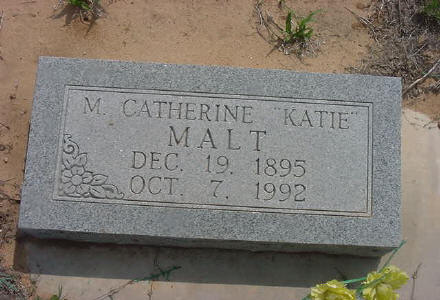 M. CATHERINE "KATIE"
MALT
DEC. 19. 1895
OCT. 7. 1992